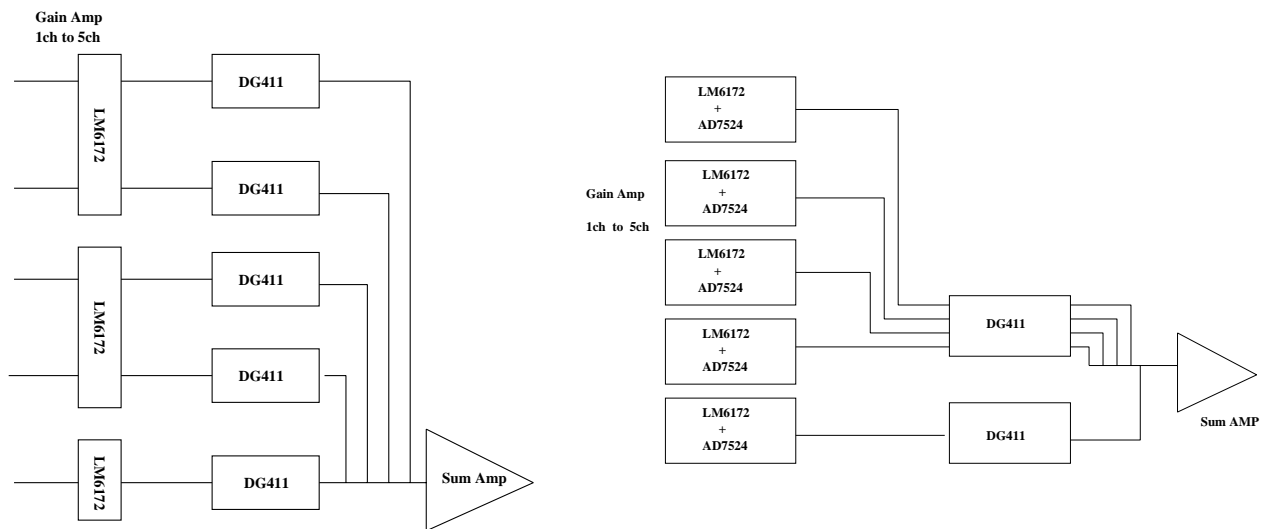 Gain Amp
1ch to 5ch
LM6172
DG411
DG411
LM6172
DG411
DG411
LM6172
DG411
Sum Amp
LM6172
+
AD7524
LM6172
+
AD7524
Gain Amp
1ch to 5ch
LM6172
+
AD7524
LM6172
+
AD7524
LM6172
+
AD7524
DG411
DG411
Sum AMP